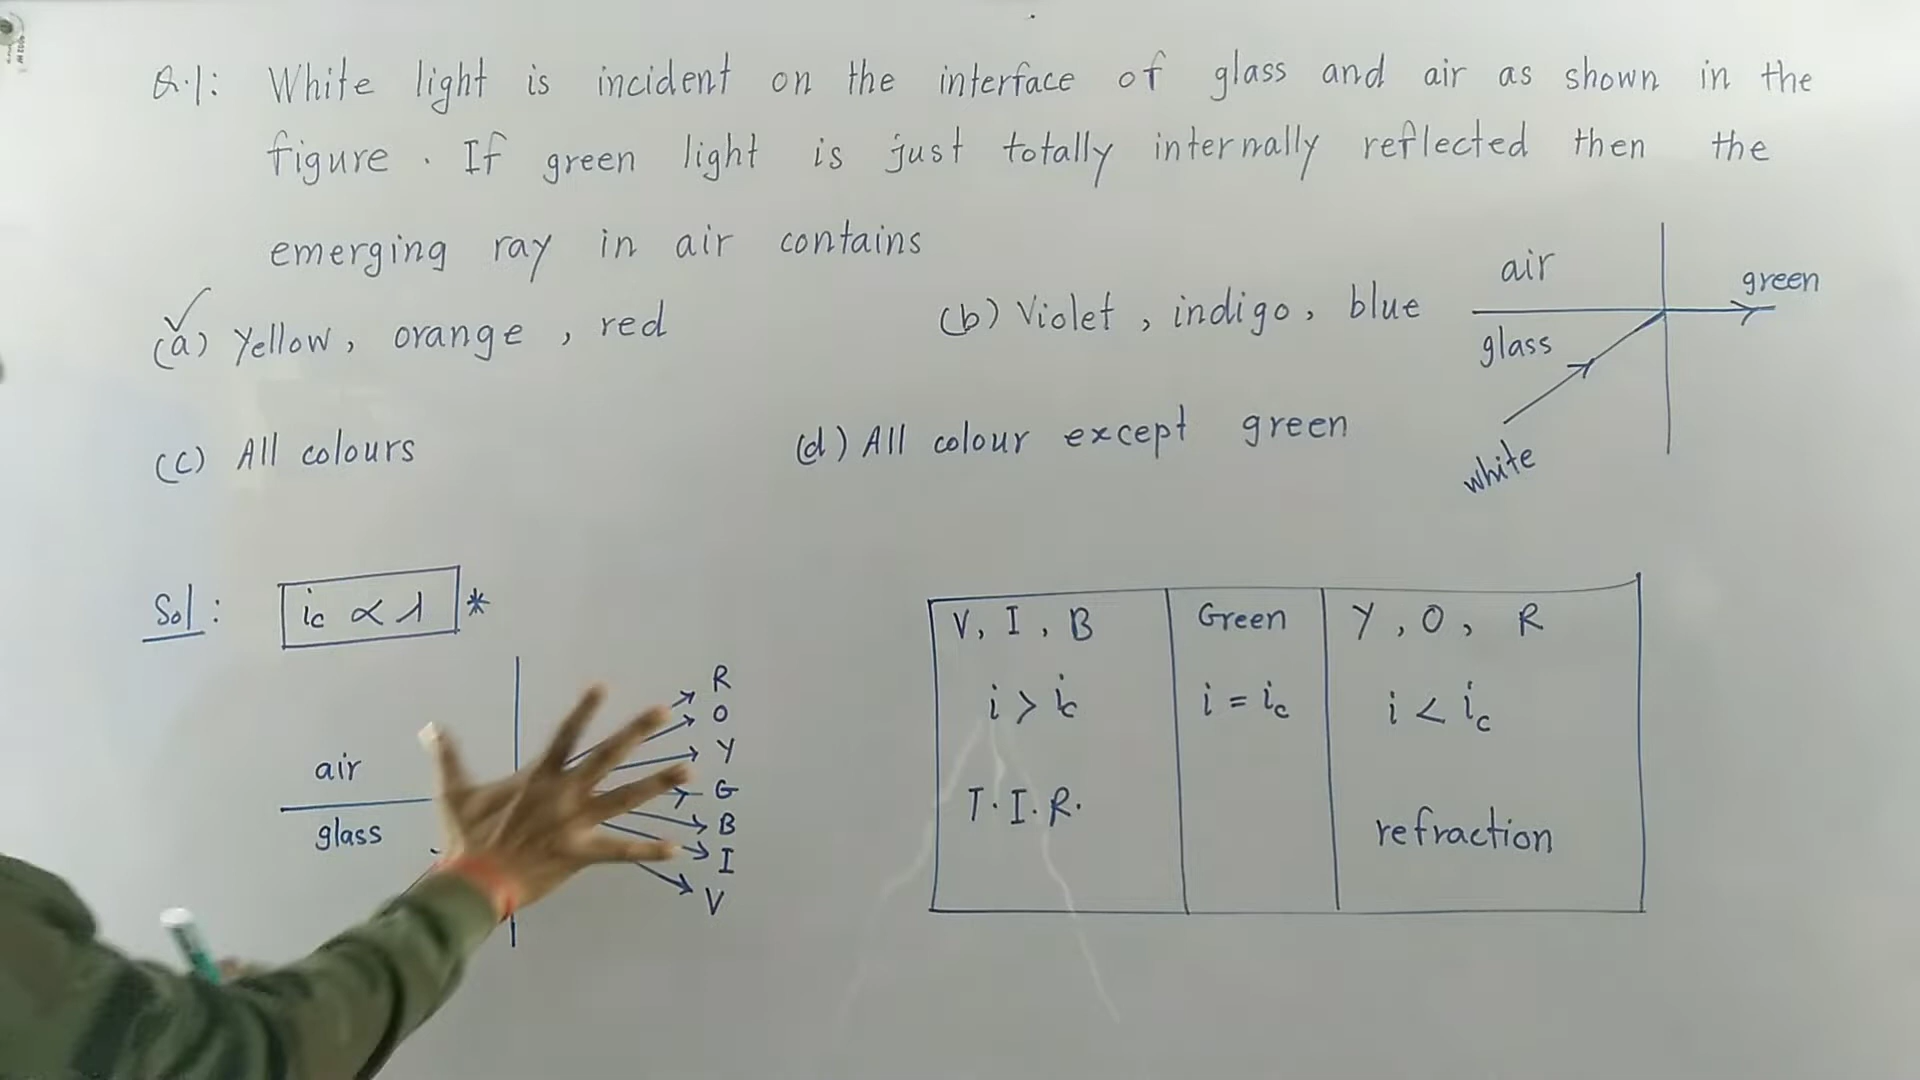 Q.1: White light is incident on the interface of glass and air as shown in the
figure. If green light is just totally internally reflected then the
emerging ray in air contains
(a) Yellow, orange, red
(b) Violet, indigo, blue
(c) All colours
(d) All colour except green
air
green
glass
white
Sol: ic ∝ λ *
R
O
Y
G
B
I
V
air
glass
V, I, B Green Y, O, R
i > ic i = ic i < ic
T.I.R. refraction